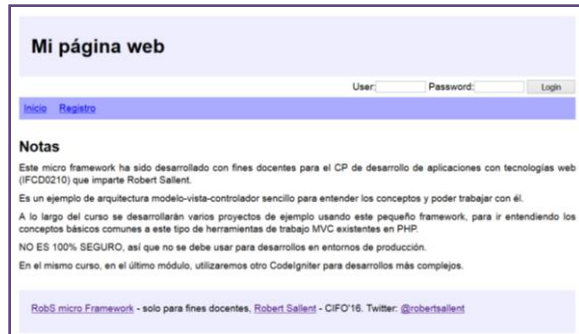 Mi página web
User: Password: Login
Inicio Registro
Notas
Este micro framework ha sido desarrollado con fines docentes para el CP de desarrollo de aplicaciones con tecnologías web
(IFCD0210) que imparte Robert Sallent.
Es un ejemplo de arquitectura modelo-vista-controlador sencillo para entender los conceptos y poder trabajar con él.
A lo largo del curso se desarrollarán varios proyectos de ejemplo usando este pequeño framework, para ir entendiendo los
conceptos básicos comunes a este tipo de herramientas de trabajo MVC existentes en PHP.
NO ES 100% SEGURO, así que no se debe usar para desarrollos en entornos de producción.
En el mismo curso, en el último módulo, utilizaremos otro CodeIgniter para desarrollos más complejos.
RobS micro Framework - solo para fines docentes, Robert Sallent - CIFO'16. Twitter: @robertsallent